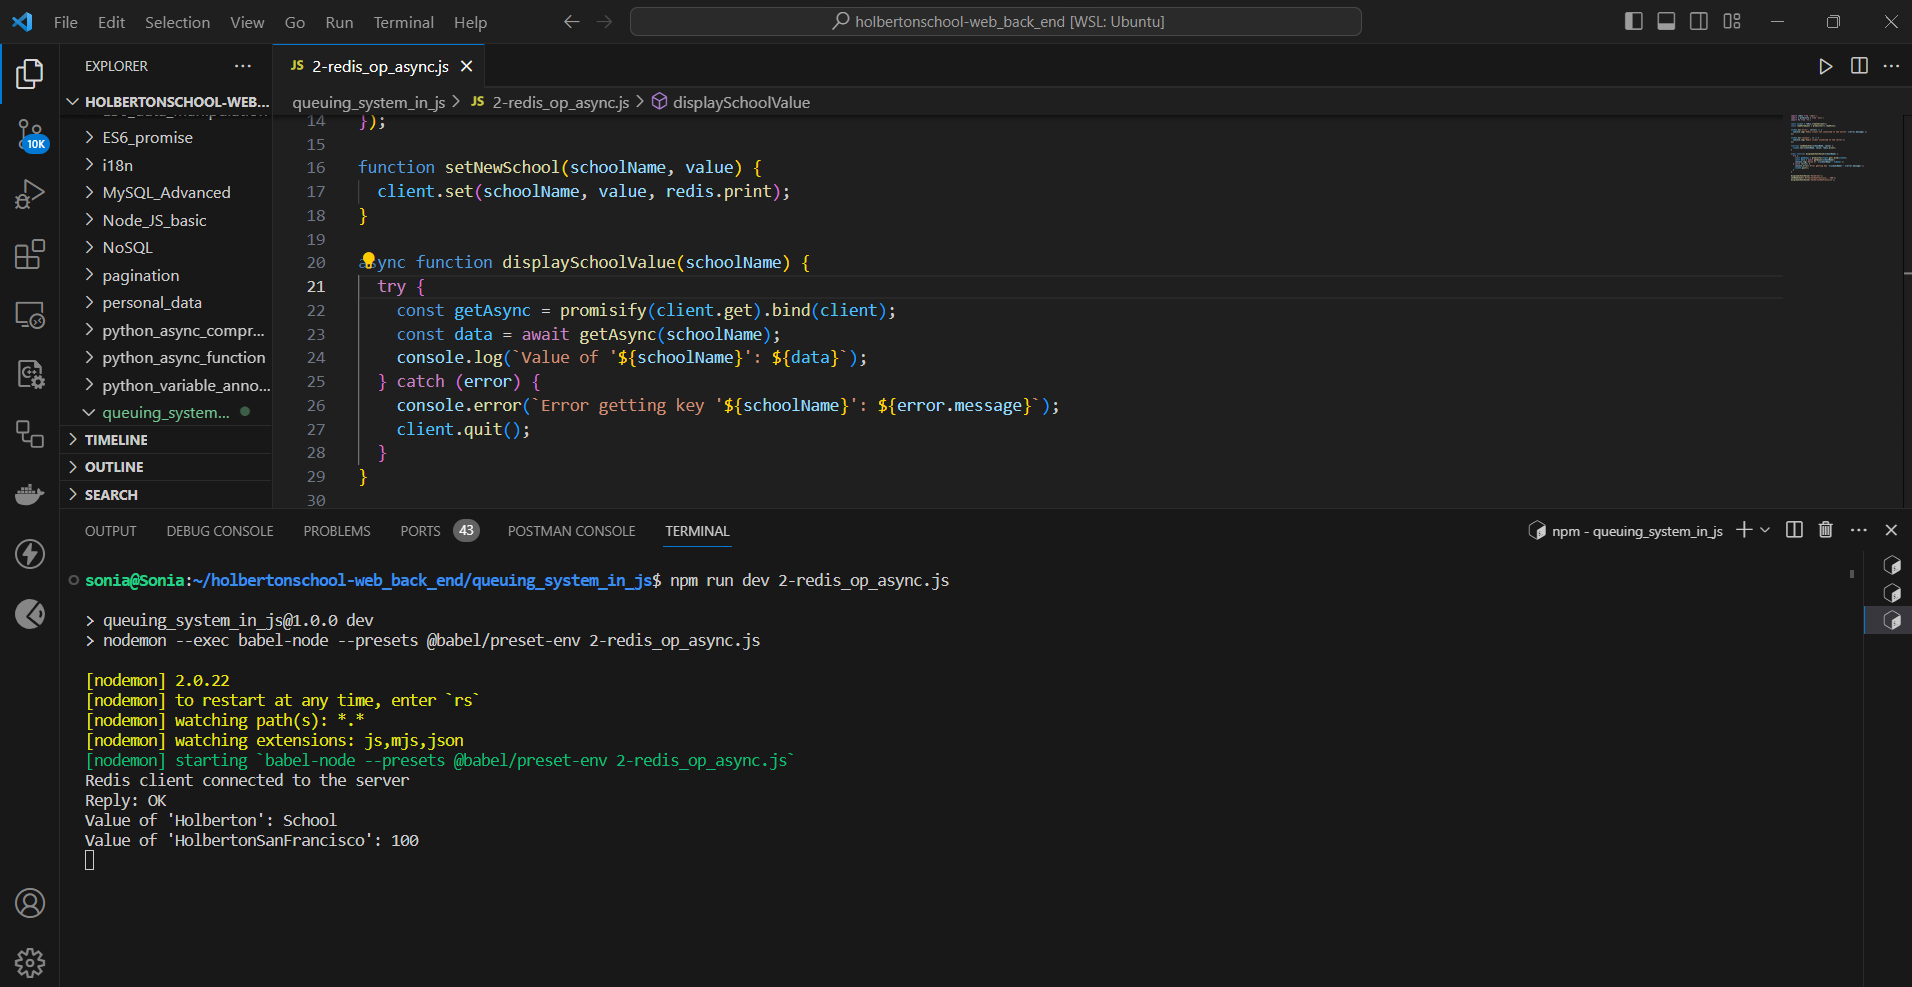 File Edit Selection View Go Run Terminal Help
holbertonschool-web_back_end [WSL: Ubuntu]
EXPLORER
JS 2-redis_op_async.js
HOLBERTONSCHOOL-WEB...
queuing_system_in_js > JS 2-redis_op_async.js > displaySchoolValue
10K
ES6_promise
i18n
MySQL_Advanced
Node_JS_basic
NoSQL
pagination
personal_data
python_async_compr...
python_async_function
python_variable_anno...
queuing_system...
TIMELINE
OUTLINE
SEARCH
14 });
15
16 function setNewSchool(schoolName, value) {
17 client.set(schoolName, value, redis.print);
18 }
19
20 async function displaySchoolValue(schoolName) {
21 try {
22 const getAsync = promisify(client.get).bind(client);
23 const data = await getAsync(schoolName);
24 console.log(`Value of '${schoolName}': ${data}`);
25 } catch (error) {
26 console.error(`Error getting key '${schoolName}': ${error.message}`);
27 client.quit();
28 }
29 }
30
OUTPUT DEBUG CONSOLE PROBLEMS PORTS 43 POSTMAN CONSOLE TERMINAL
npm - queuing_system_in_js
sonia@Sonia:~/holbertonschool-web_back_end/queuing_system_in_js$ npm run dev 2-redis_op_async.js
> queuing_system_in_js@1.0.0 dev
> nodemon --exec babel-node --presets @babel/preset-env 2-redis_op_async.js
[nodemon] 2.0.22
[nodemon] to restart at any time, enter `rs`
[nodemon] watching path(s): *.*
[nodemon] watching extensions: js,mjs,json
[nodemon] starting `babel-node --presets @babel/preset-env 2-redis_op_async.js`
Redis client connected to the server
Reply: OK
Value of 'Holberton': School
Value of 'HolbertonSanFrancisco': 100